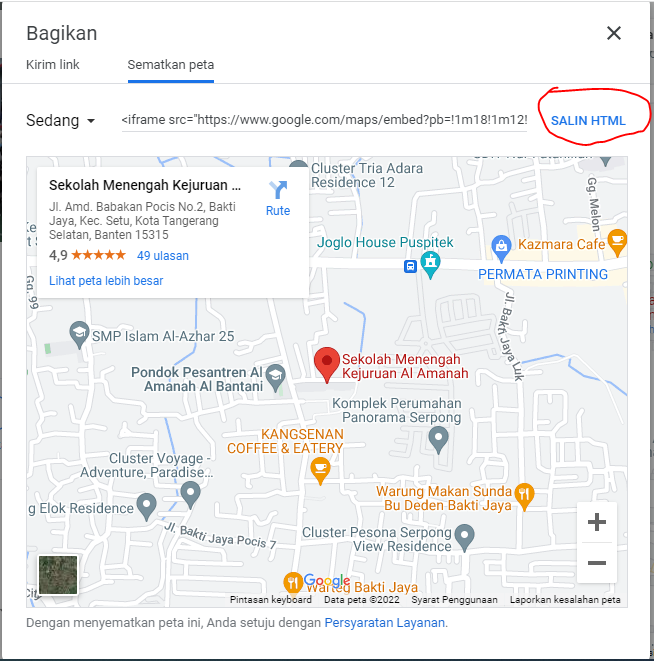 Bagikan
Kirim link
Sematkan peta
Sedang
<iframe src="https://www.google.com/maps/embed?pb=!1m18!1m12!
SALIN HTML
Sekolah Menengah Kejuruan ...
Rute
Jl. Amd. Babakan Pocis No.2, Bakti
Jaya, Kec. Setu, Kota Tangerang
Selatan, Banten 15315
4,9
49 ulasan
Lihat peta lebih besar
Cluster Tria Adara
Residence 12
Gg. Melon
Joglo House Puspitek
Kazmara Cafe
PERMATA PRINTING
Gg. 99
Jl. Bakti Jaya Luk
SMP Islam Al-Azhar 25
Sekolah Menengah
Kejuruan Al Amanah
Pondok Pesantren Al
Amanah Al Bantani
Komplek Perumahan
Panorama Serpong
KANGSENAN
COFFEE & EATERY
Cluster Voyage -
Adventure, Paradise...
Warung Makan Sunda
Bu Deden Bakti Jaya
g Elok Residence
Jl. Bakti Jaya Pocis 7
Cluster Pesona Serpong
View Residence
Google
Warteg Bakti Jaya
Pintasan keyboard
Data peta ©2022
Syarat Penggunaan
Laporkan kesalahan peta
Dengan menyematkan peta ini, Anda setuju dengan Persyaratan Layanan.